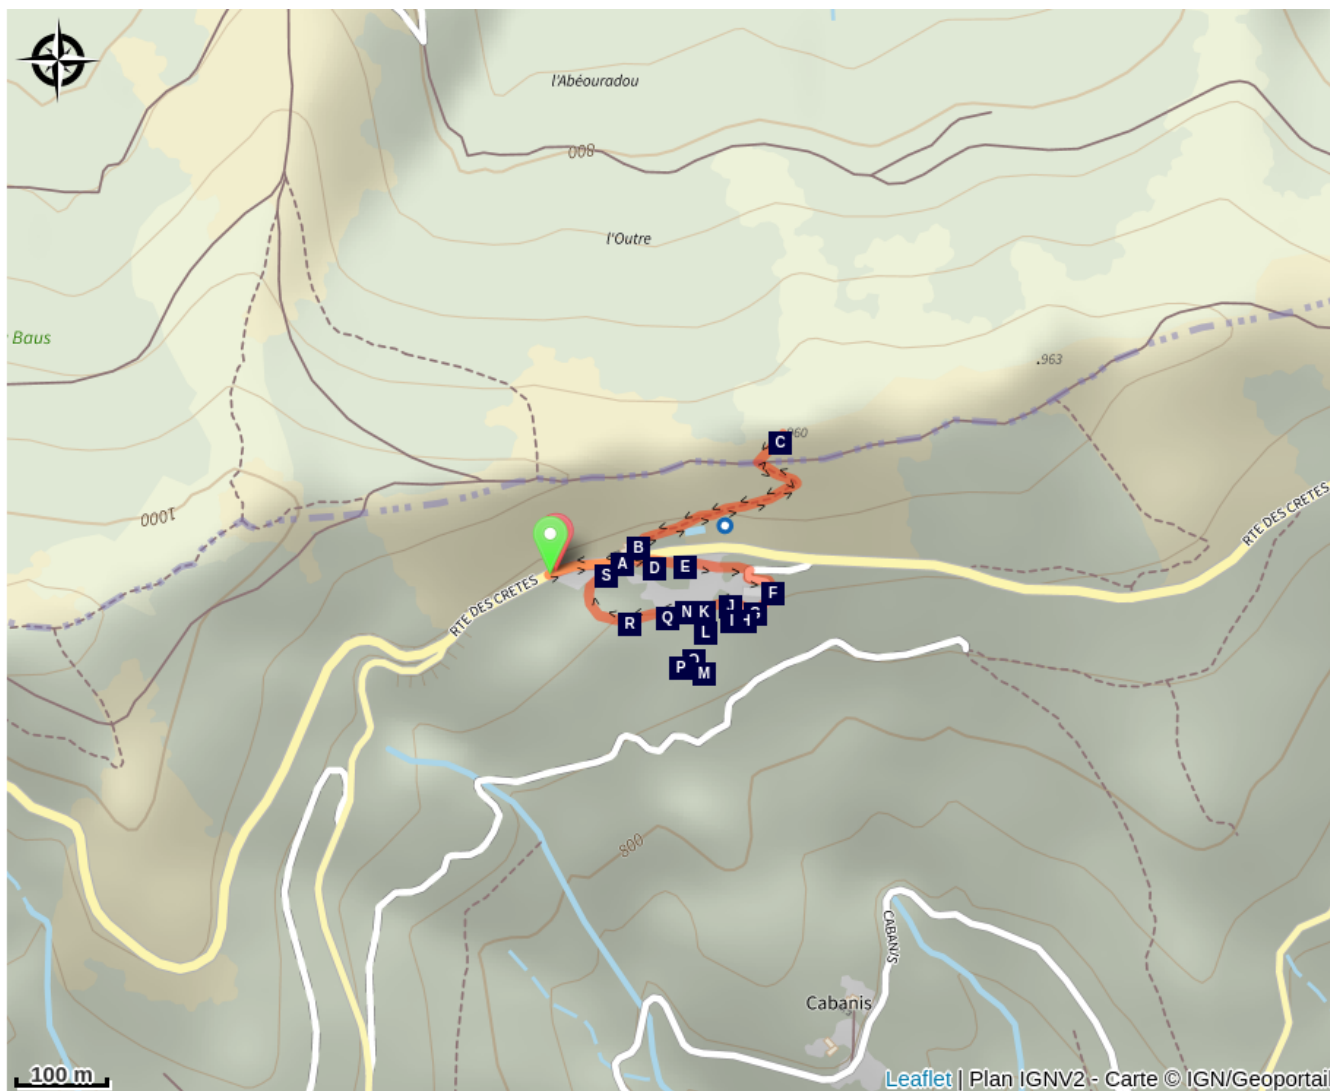 l'Abéouradou
800
l'Outre
Baus
.963
C
960
RTE DES CRETES
1000
B
A
D
E
S
F
RTE DES CRETES
J
N
K
Q
I
H
G
R
L
O
P
M
800
CABANIS
Cabanis
100 m
Leaflet | Plan IGNV2 - Carte © IGN/Geoportail